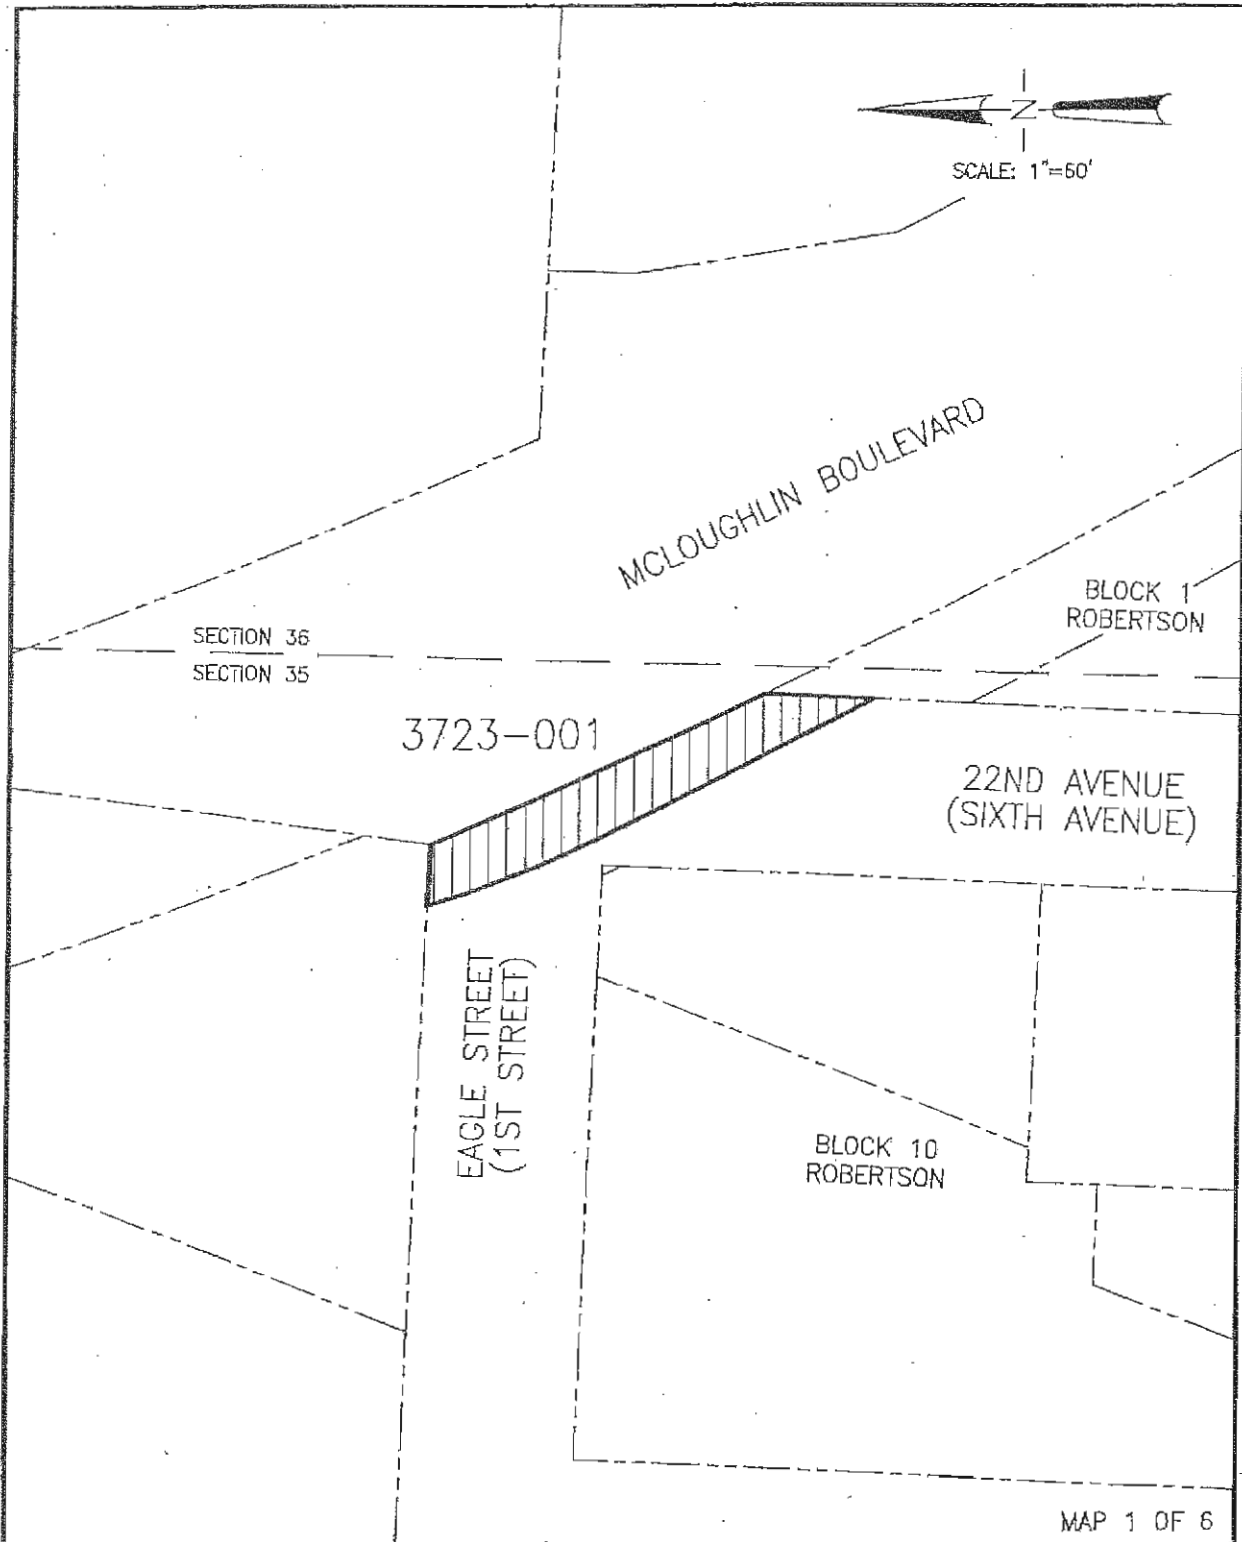 N
SCALE: 1"=60'
MCLOUGHLIN BOULEVARD
BLOCK 1
ROBERTSON
SECTION 36
SECTION 35
3723-001
22ND AVENUE
(SIXTH AVENUE)
EAGLE STREET
(1ST STREET)
BLOCK 10
ROBERTSON
MAP 1 OF 6